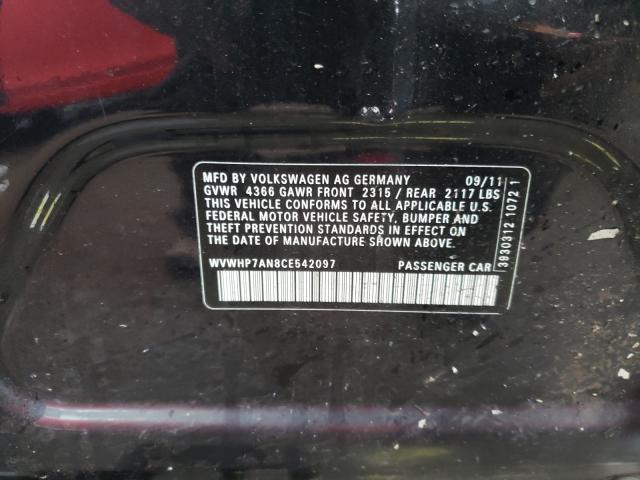 MFD BY VOLKSWAGEN AG GERMANY 09/11
GVWR 4366 GAWR FRONT 2315 / REAR 2117 LBS
THIS VEHICLE CONFORMS TO ALL APPLICABLE U.S.
FEDERAL MOTOR VEHICLE SAFETY, BUMPER AND
THEFT PREVENTION STANDARDS IN EFFECT ON
THE DATE OF MANUFACTURE SHOWN ABOVE.
WVWHP7AN8CE542097 PASSENGER CAR
3930312 1072 1